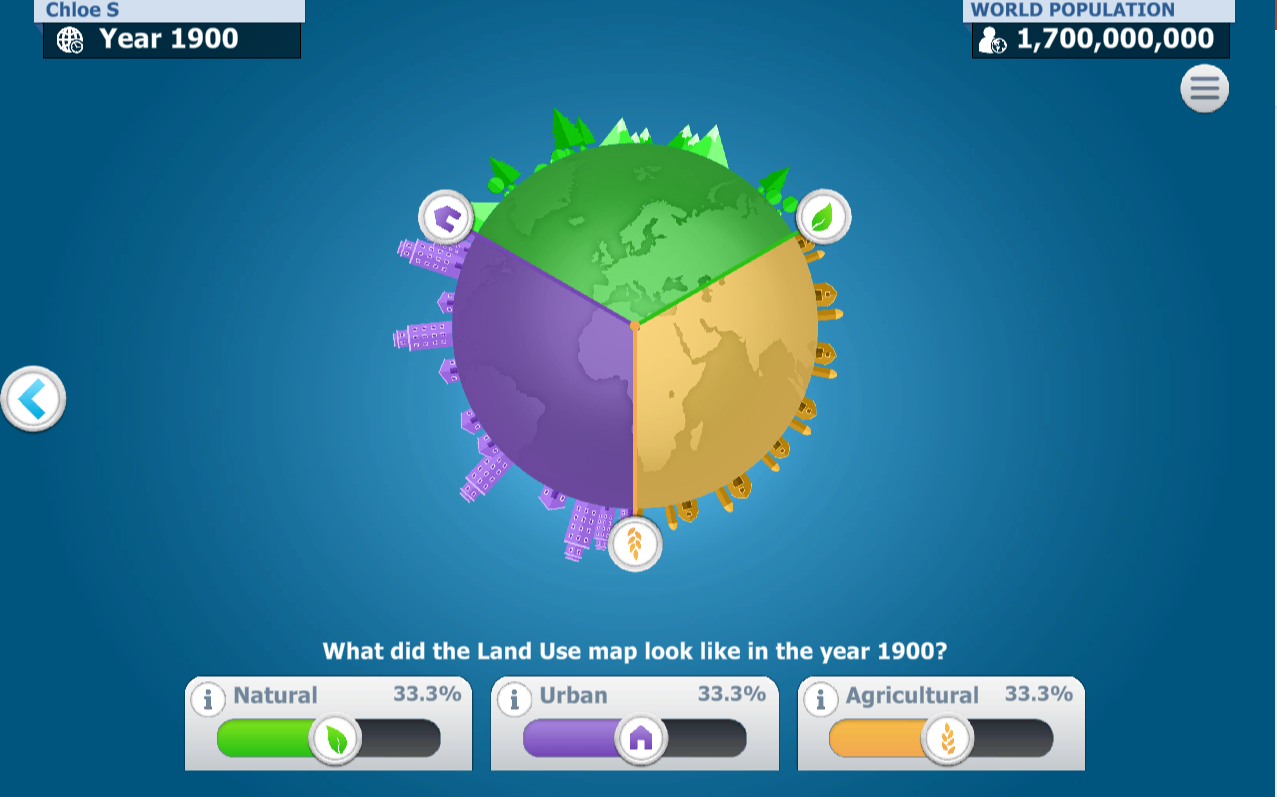 Chloe S
WORLD POPULATION
Year 1900
1,700,000,000
What did the Land Use map look like in the year 1900?
i Natural 33.3%
i Urban 33.3%
i Agricultural 33.3%